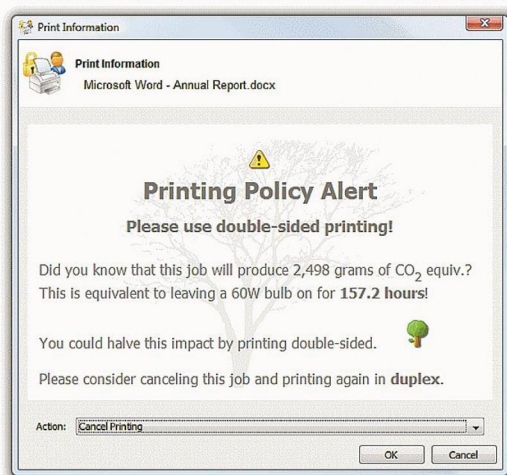 Print Information
Print Information
Microsoft Word - Annual Report.docx
Printing Policy Alert
Please use double-sided printing!
Did you know that this job will produce 2,498 grams of CO₂ equiv.?
This is equivalent to leaving a 60W bulb on for 157.2 hours!
You could halve this impact by printing double-sided.
Please consider canceling this job and printing again in duplex.
Action: Cancel Printing
OK Cancel